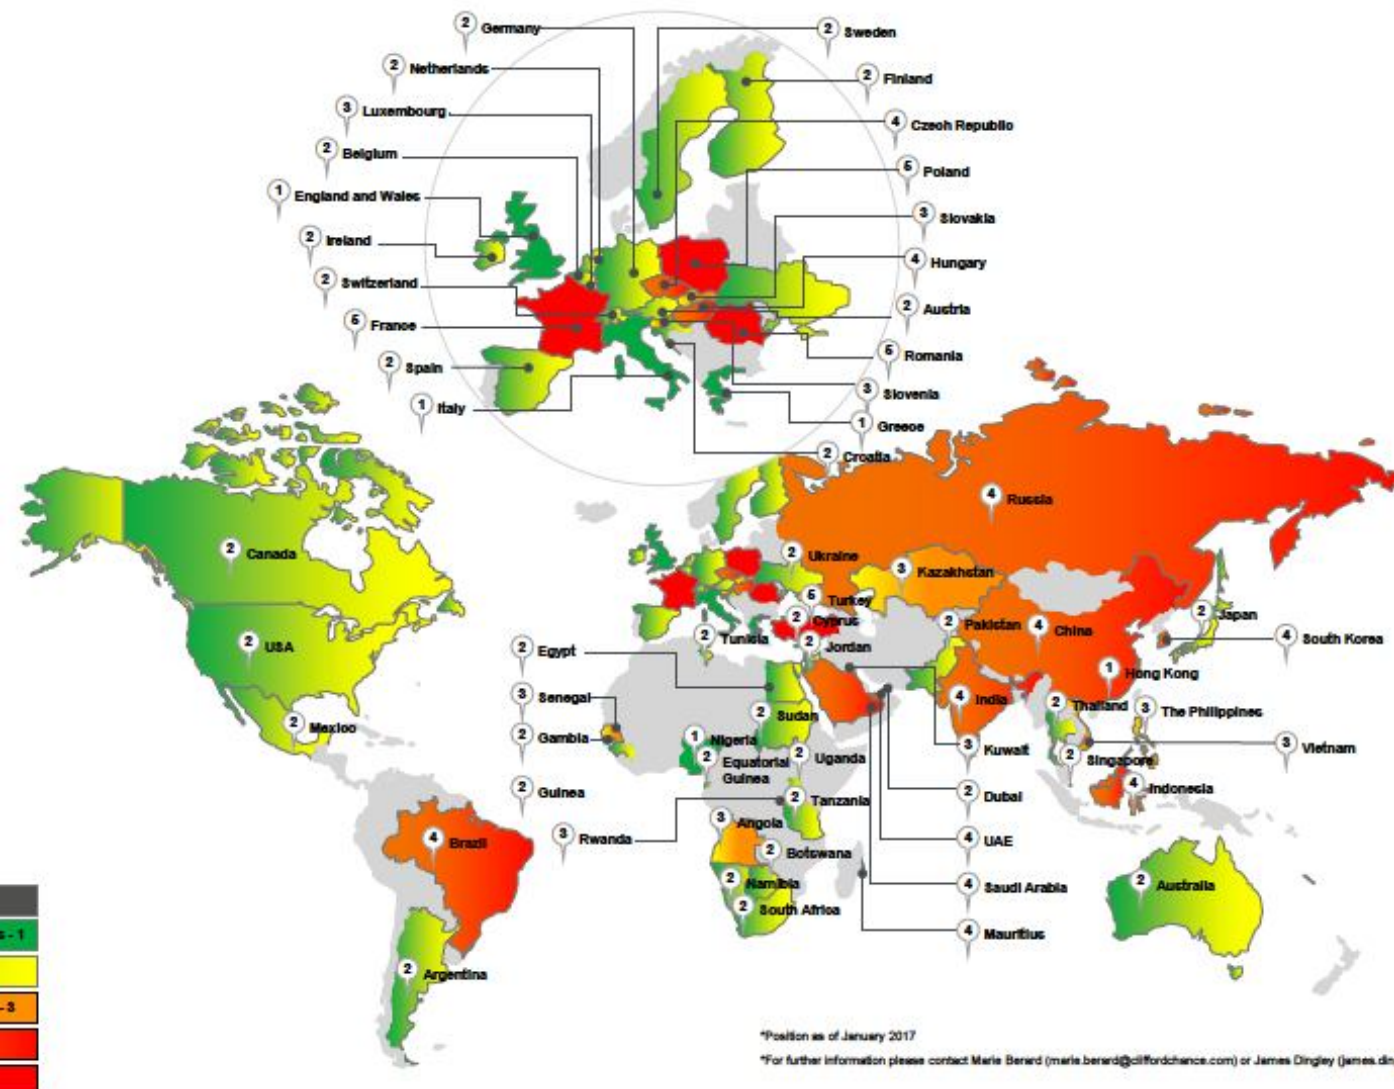 2 Germany
2 Sweden
2 Netherlands
2 Finland
3 Luxembourg
4 Czech Republic
2 Belgium
5 Poland
1 England and Wales
3 Slovakia
2 Ireland
4 Hungary
2 Switzerland
2 Austria
5 France
5 Romania
2 Spain
3 Slovenia
1 Italy
1 Greece
2 Croatia
4 Russia
2 Canada
2 Ukraine
3 Kazakhstan
5 Turkey
2 Cyprus
2 Pakistan
4 China
2 Japan
2 USA
2 Tunisia
2 Jordan
4 South Korea
2 Egypt
1 Hong Kong
3 Senegal
4 India
2 Thailand
3 The Philippines
2 Mexico
2 Sudan
2 Gambia
1 Nigeria
3 Kuwait
3 Vietnam
2 Equatorial
Guinea
2 Uganda
2 Singapore
2 Guinea
2 Dubai
4 Indonesia
2 Tanzania
3 Angola
3 Rwanda
4 UAE
4 Brazil
2 Botswana
2 Namibia
4 Saudi Arabia
2 Australia
2 South Africa
4 Mauritius
s - 1
2 Argentina
- 3
*Position as of January 2017
*For further information please contact Marie Berard (marie.berard@cliffordchance.com) or James Dingley (james.din